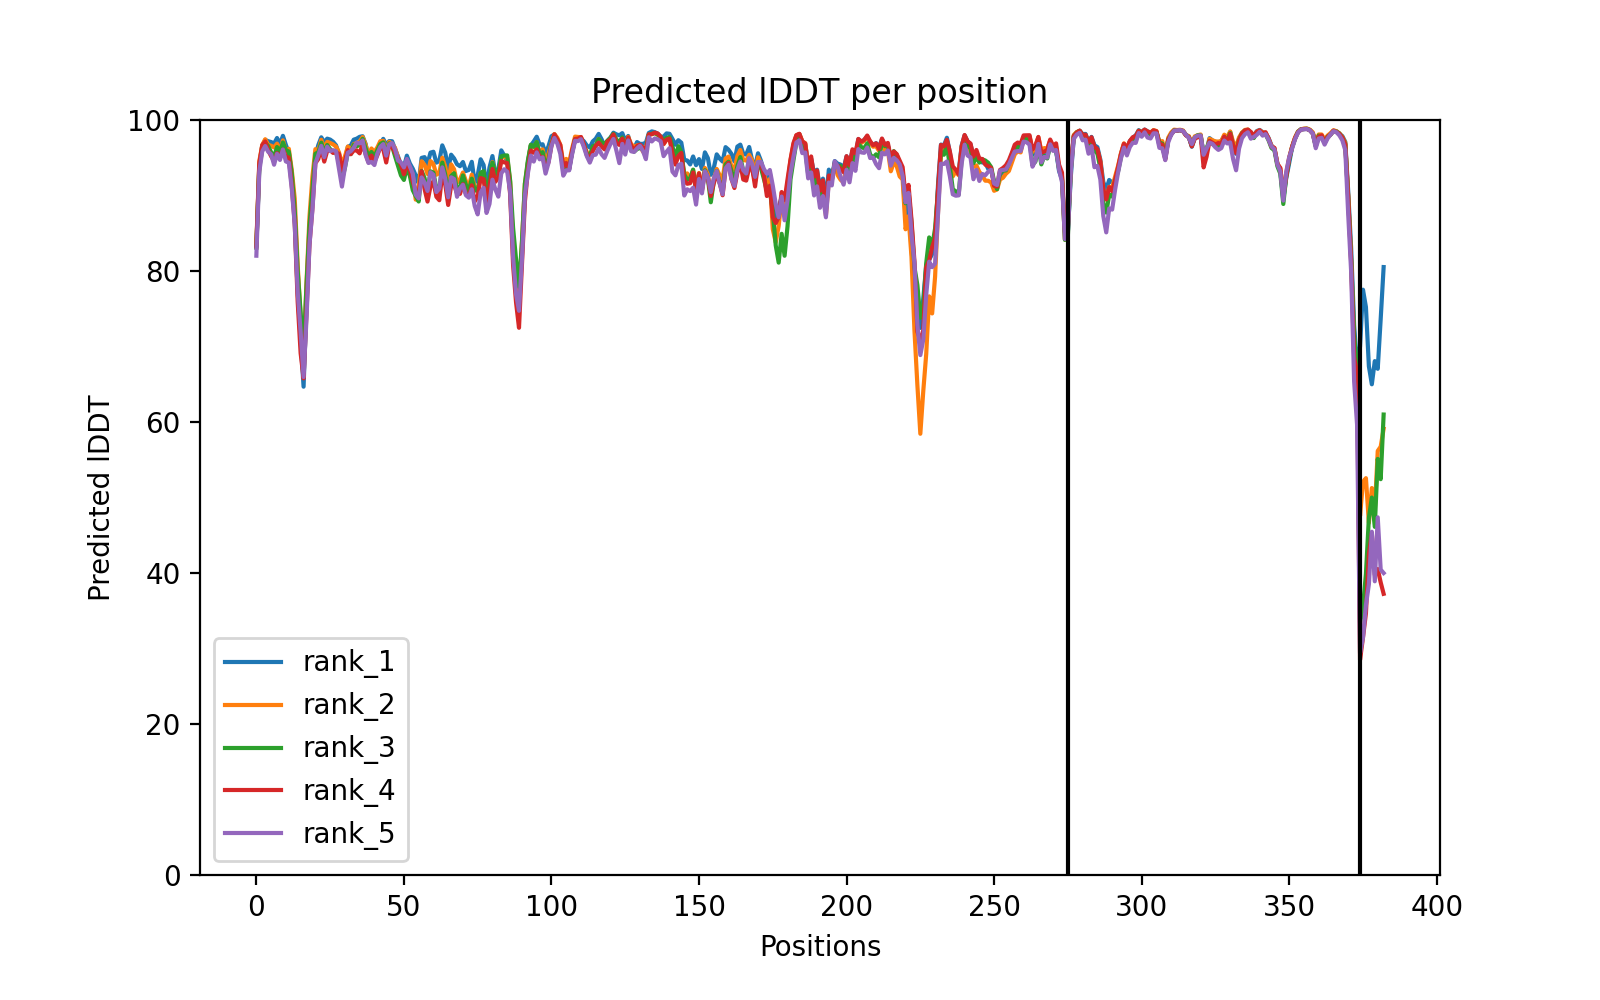 Predicted lDDT per position
100
80
60
40
20
0
Predicted lDDT
rank_1
rank_2
rank_3
rank_4
rank_5
0 50 100 150 200 250 300 350 400
Positions